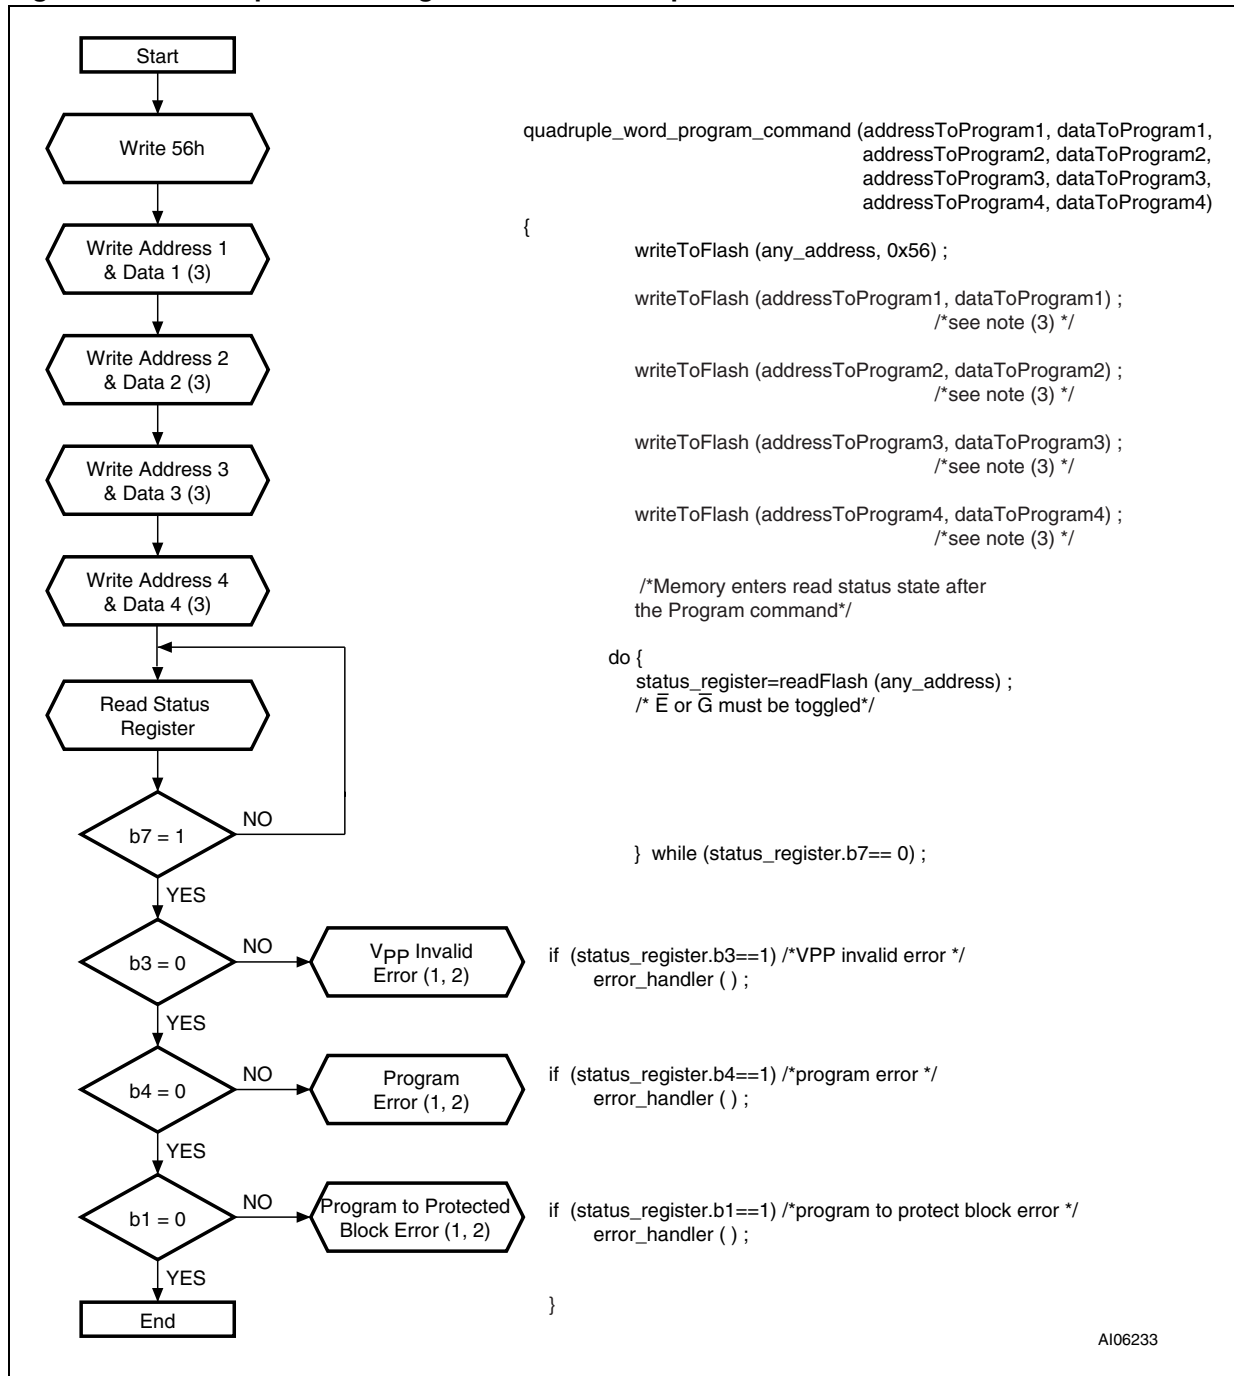 Start
Write 56h
Write Address 1
& Data 1 (3)
Write Address 2
& Data 2 (3)
Write Address 3
& Data 3 (3)
Write Address 4
& Data 4 (3)
Read Status
Register
b7 = 1
NO
YES
b3 = 0
NO
VPP Invalid
Error (1, 2)
YES
b4 = 0
NO
Program
Error (1, 2)
YES
b1 = 0
NO
Program to Protected
Block Error (1, 2)
YES
End
quadruple_word_program_command (addressToProgram1, dataToProgram1,
addressToProgram2, dataToProgram2,
addressToProgram3, dataToProgram3,
addressToProgram4, dataToProgram4)
{
writeToFlash (any_address, 0x56) ;
writeToFlash (addressToProgram1, dataToProgram1) ;
/*see note (3) */
writeToFlash (addressToProgram2, dataToProgram2) ;
/*see note (3) */
writeToFlash (addressToProgram3, dataToProgram3) ;
/*see note (3) */
writeToFlash (addressToProgram4, dataToProgram4) ;
/*see note (3) */
/*Memory enters read status state after
the Program command*/
do {
status_register=readFlash (any_address) ;
/* E̅ or G̅ must be toggled*/
} while (status_register.b7== 0) ;
if (status_register.b3==1) /*VPP invalid error */
error_handler ( ) ;
if (status_register.b4==1) /*program error */
error_handler ( ) ;
if (status_register.b1==1) /*program to protect block error */
error_handler ( ) ;
}
AI06233